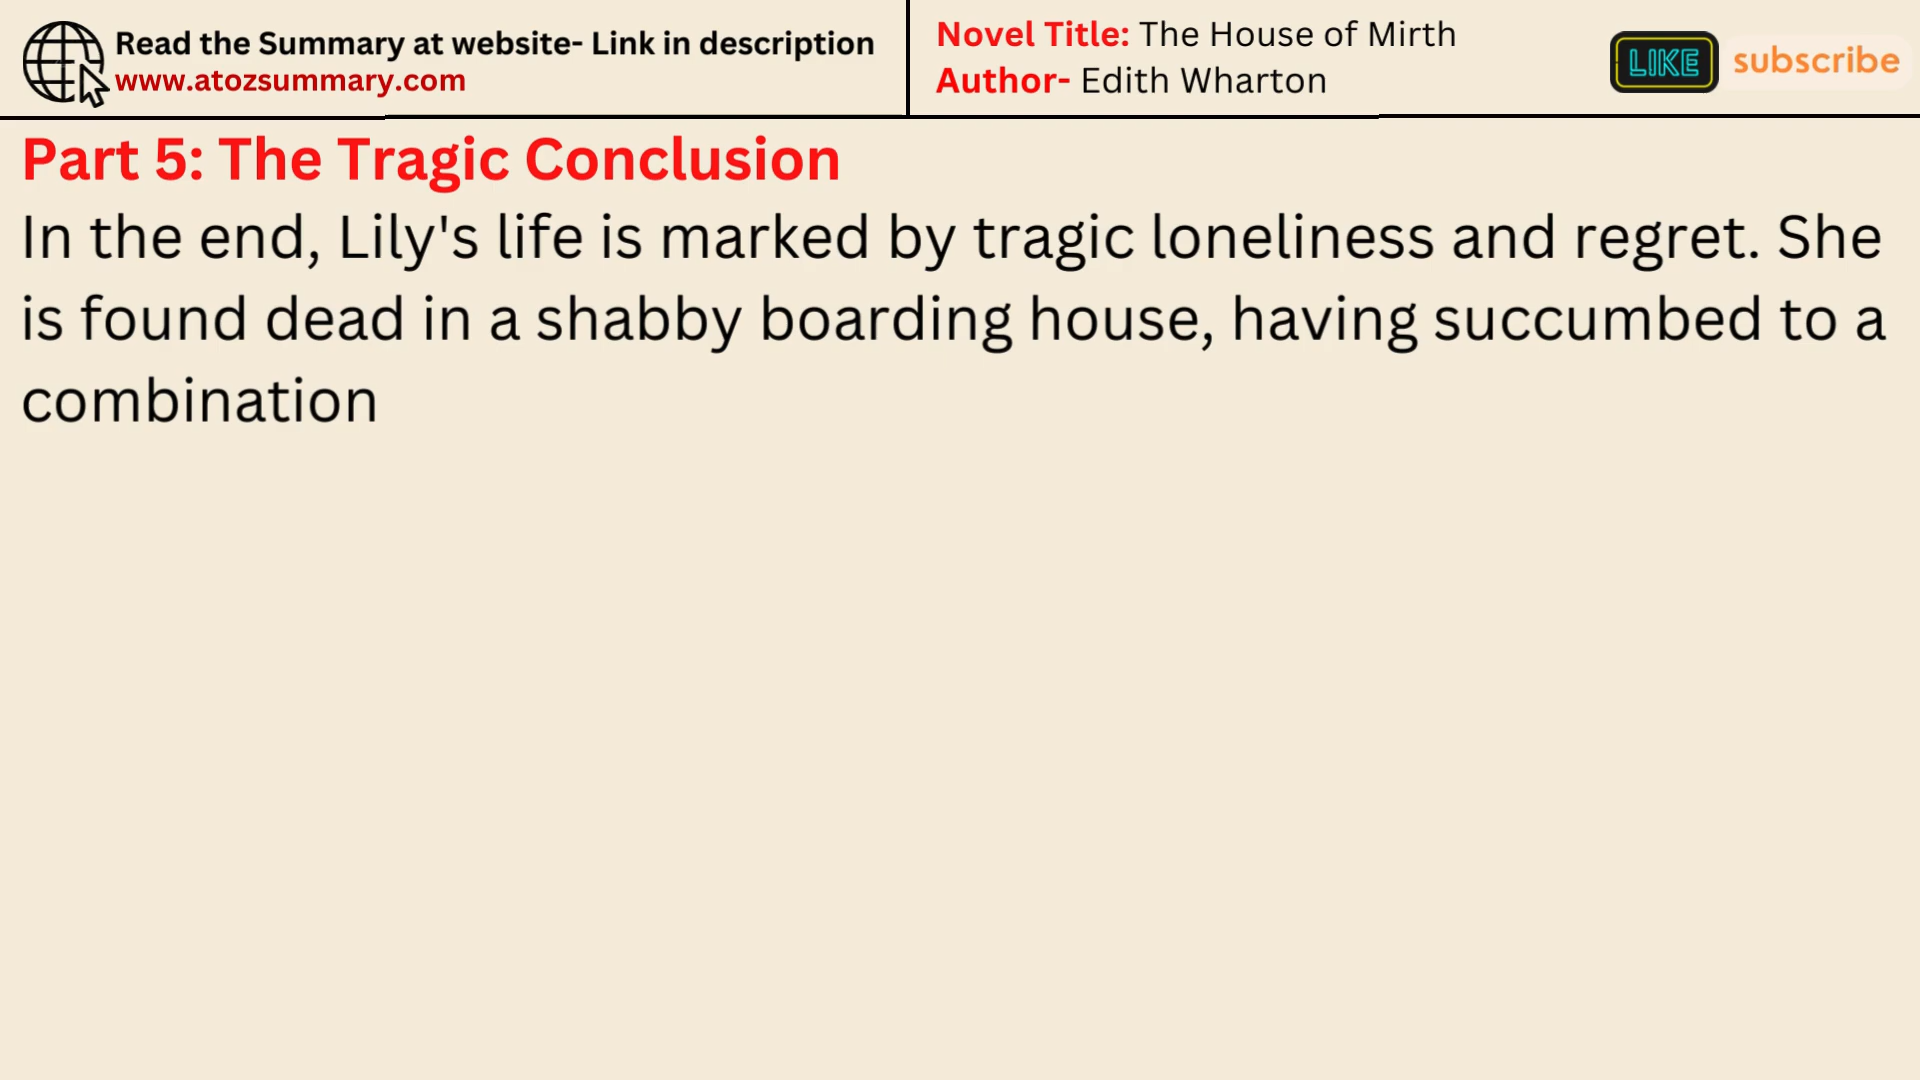 Read the Summary at website- Link in description
www.atozsummary.com
Novel Title: The House of Mirth
Author- Edith Wharton
LIKE
subscribe
Part 5: The Tragic Conclusion
In the end, Lily's life is marked by tragic loneliness and regret. She
is found dead in a shabby boarding house, having succumbed to a
combination